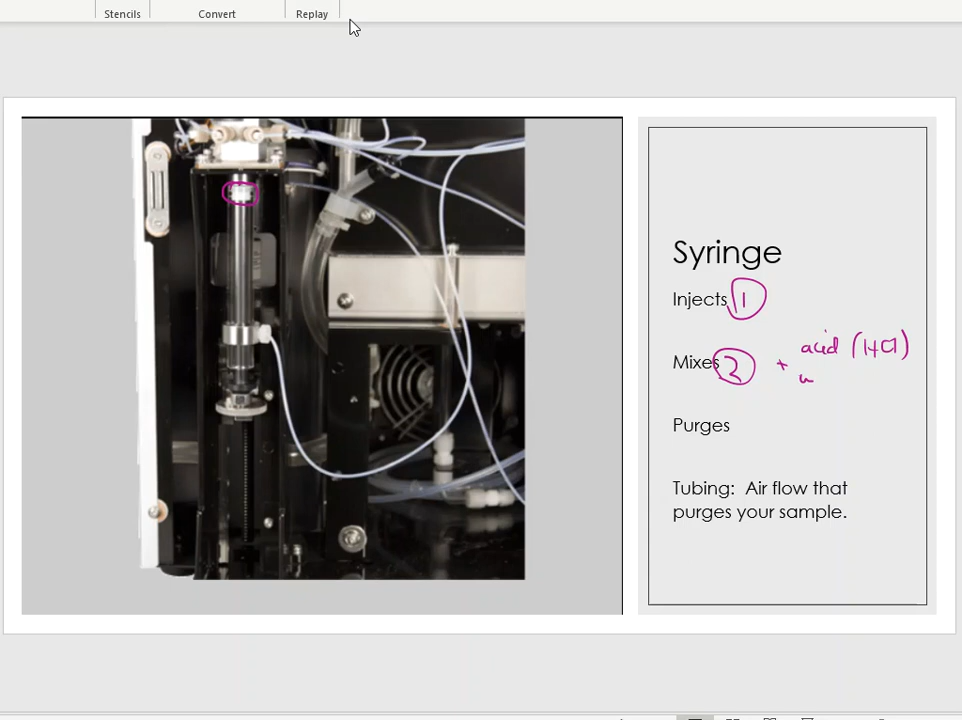 Stencils Convert Replay
Syringe
Injects 1
Mixes 2 + acid (HCl)
Purges
Tubing: Air flow that
purges your sample.